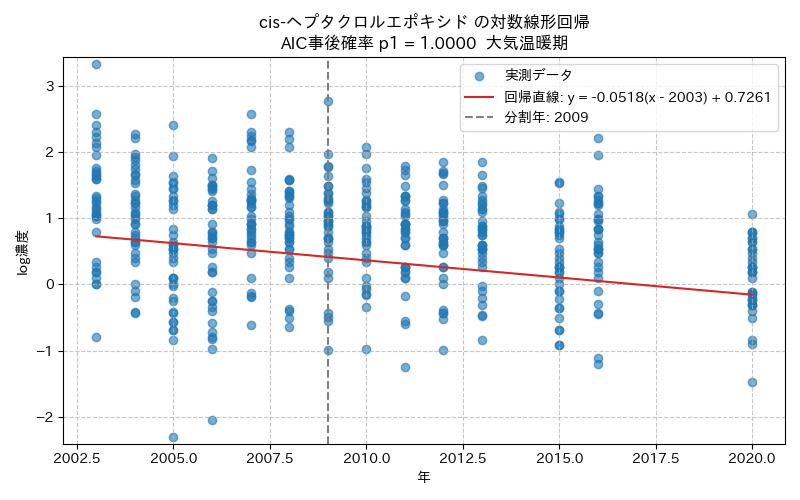 cis-ヘプタクロルエポキシド の対数線形回帰
AIC事後確率 p1 = 1.0000  大気温暖期
実測データ
回帰直線: y = -0.0518(x - 2003) + 0.7261
分割年: 2009
log濃度
3
2
1
0
−1
−2
2002.5 2005.0 2007.5 2010.0 2012.5 2015.0 2017.5 2020.0
年